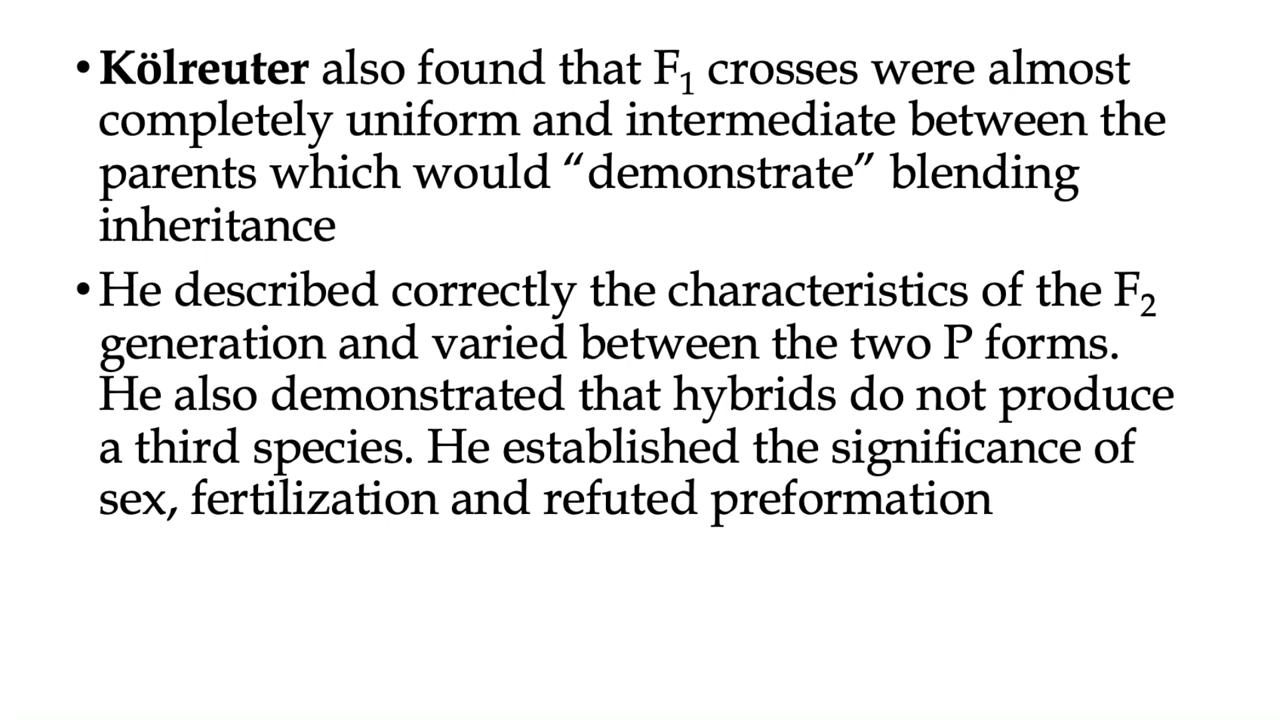 • Kölreuter also found that F₁ crosses were almost
completely uniform and intermediate between the
parents which would “demonstrate” blending
inheritance
• He described correctly the characteristics of the F₂
generation and varied between the two P forms.
He also demonstrated that hybrids do not produce
a third species. He established the significance of
sex, fertilization and refuted preformation